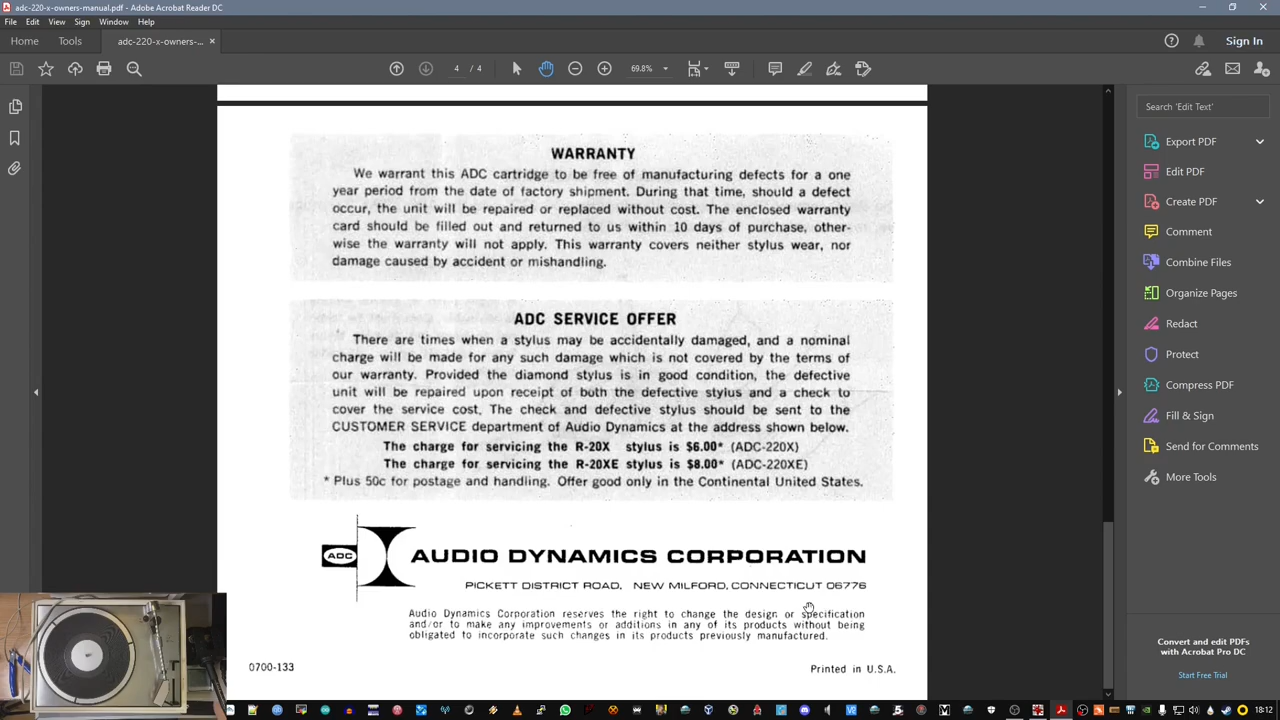 adc-220-x-owners-manual.pdf - Adobe Acrobat Reader DC
File Edit View Sign Window Help
Home Tools adc-220-x-owners-... × Sign In
4 / 4 69.8%
WARRANTY
We warrant this ADC cartridge to be free of manufacturing defects for a one
year period from the date of factory shipment. During that time, should a defect
occur, the unit will be repaired or replaced without cost. The enclosed warranty
card should be filled out and returned to us within 10 days of purchase, other-
wise the warranty will not apply. This warranty covers neither stylus wear, nor
damage caused by accident or mishandling.
ADC SERVICE OFFER
There are times when a stylus may be accidentally damaged, and a nominal
charge will be made for any such damage which is not covered by the terms of
our warranty. Provided the diamond stylus is in good condition, the defective
unit will be repaired upon receipt of both the defective stylus and a check to
cover the service cost. The check and defective stylus should be sent to the
CUSTOMER SERVICE department of Audio Dynamics at the address shown below.
The charge for servicing the R-20X stylus is $6.00* (ADC-220X)
The charge for servicing the R-20XE stylus is $8.00* (ADC-220XE)
* Plus 50c for postage and handling. Offer good only in the Continental United States.
ADC AUDIO DYNAMICS CORPORATION
PICKETT DISTRICT ROAD, NEW MILFORD, CONNECTICUT 06776
Audio Dynamics Corporation reserves the right to change the design or specification
and/or to make any improvements or additions in any of its products without being
obligated to incorporate such changes in its products previously manufactured.
0700-133 Printed in U.S.A.
Search 'Edit Text'
Export PDF
Edit PDF
Create PDF
Comment
Combine Files
Organize Pages
Redact
Protect
Compress PDF
Fill & Sign
Send for Comments
More Tools
Convert and edit PDFs
with Acrobat Pro DC
Start Free Trial
18:12